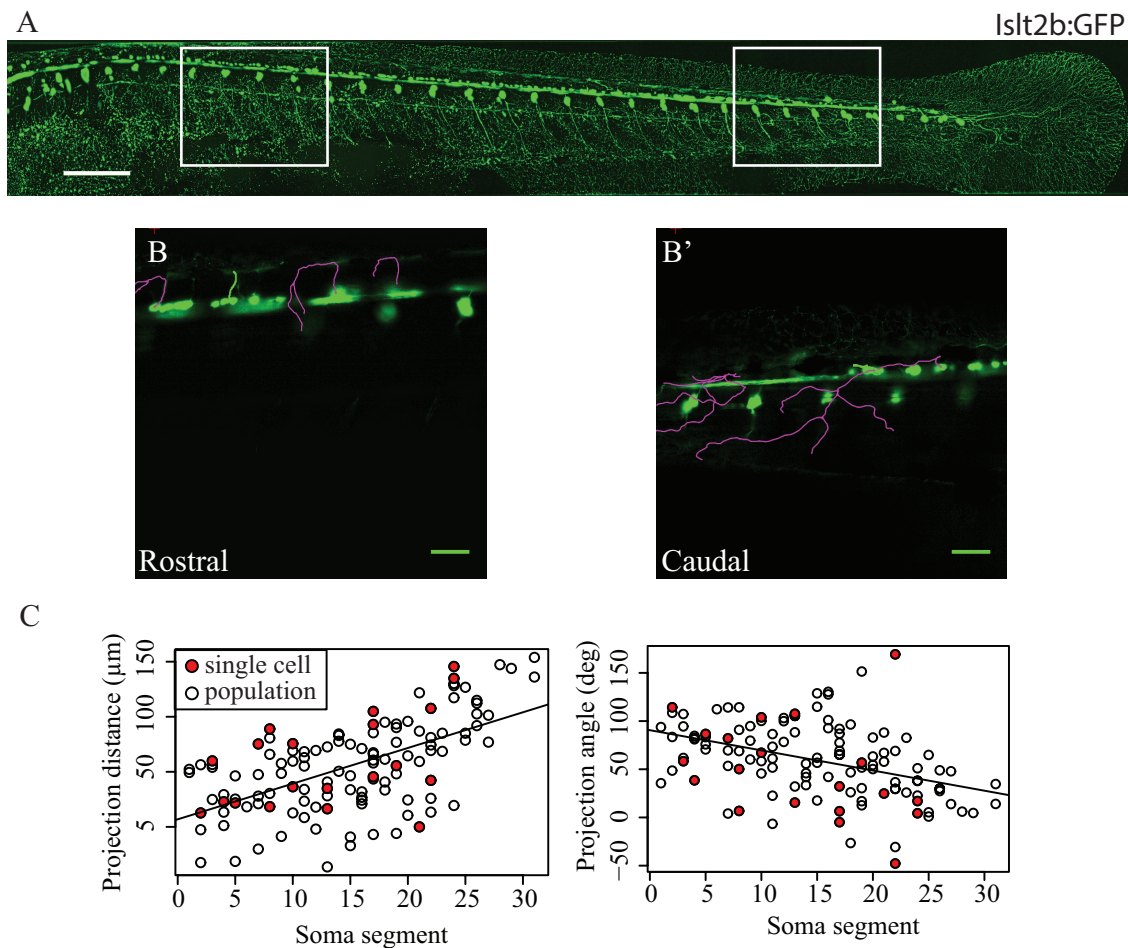 A
Islt2b:GFP
B
B’
Rostral
Caudal
C
Projection distance (µm)
150
100
50
5
single cell
population
0
5
10
15
20
25
30
Soma segment
Projection angle (deg)
150
100
50
0
−50
0
5
10
15
20
25
30
Soma segment